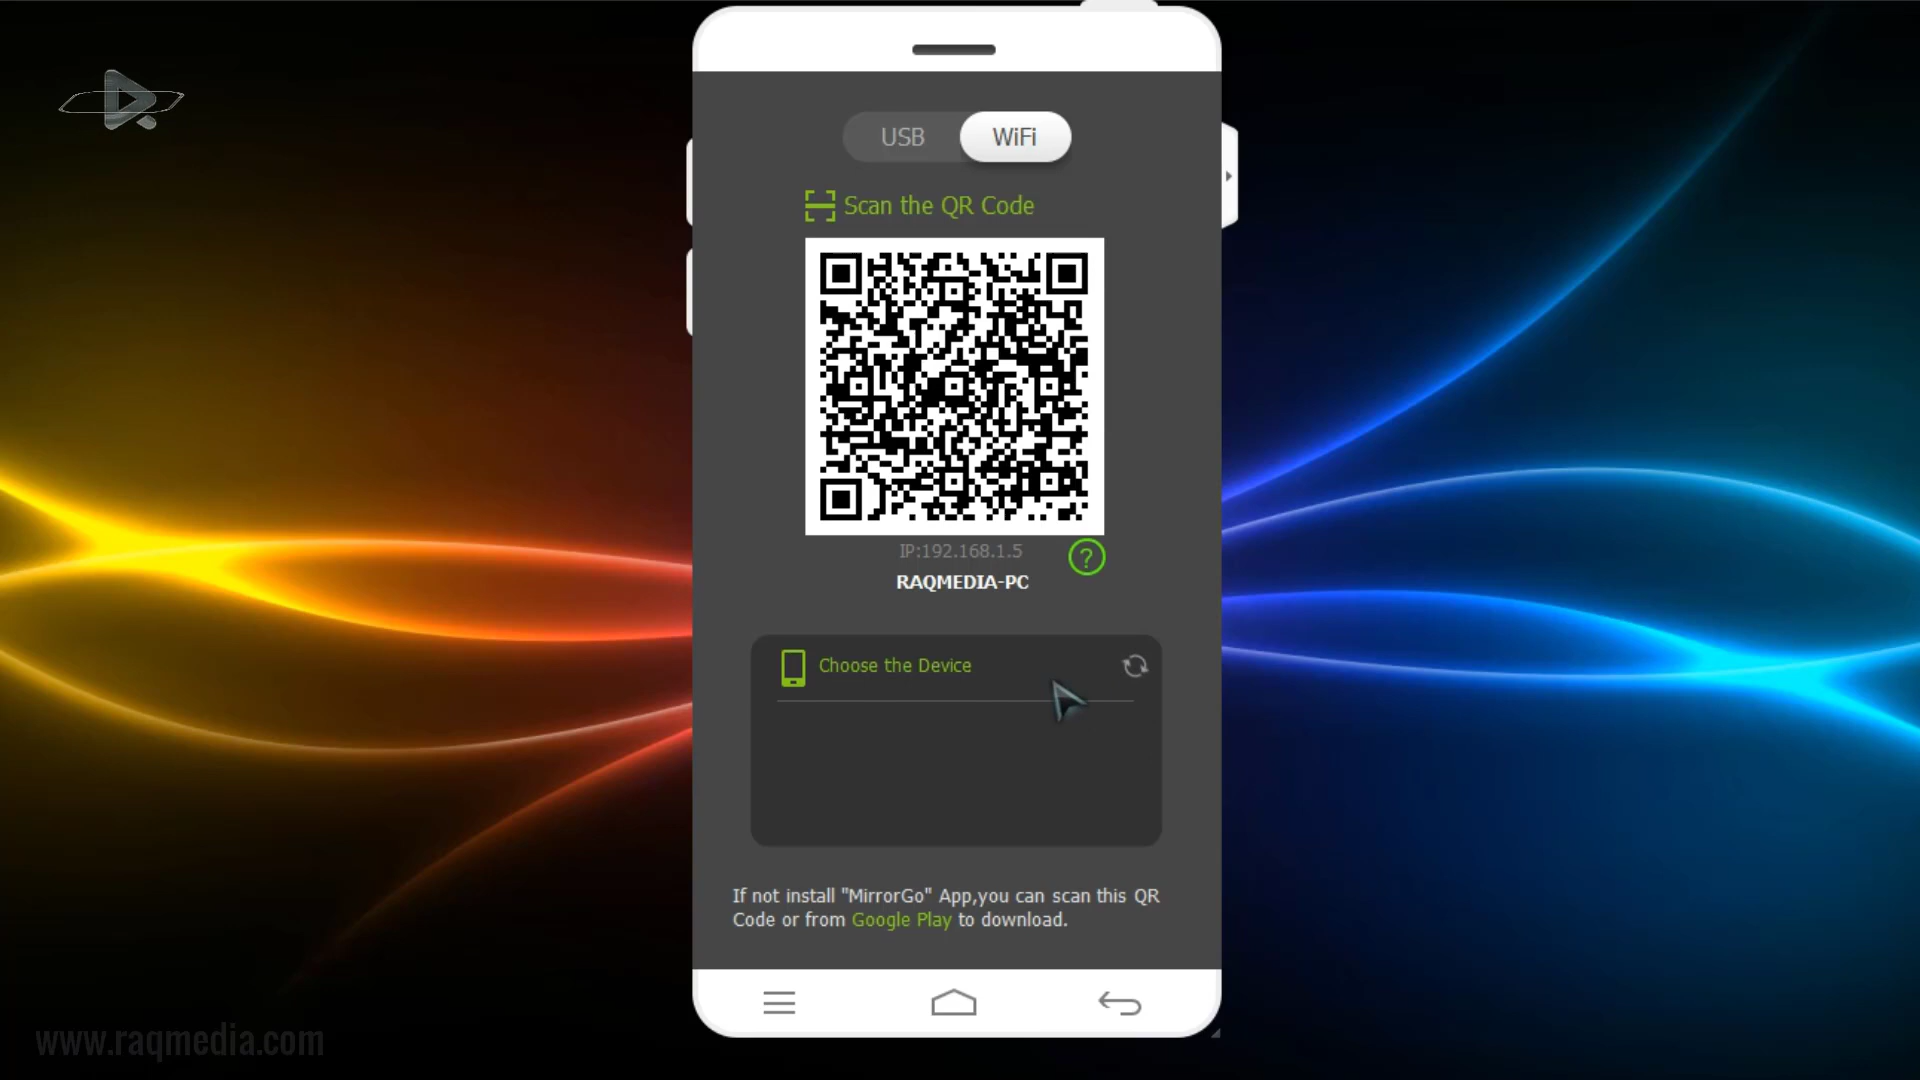 USB
WiFi
Scan the QR Code
IP:192.168.1.5
?
RAQMEDIA-PC
Choose the Device
If not install "MirrorGo" App,you can scan this QR
Code or from Google Play to download.
www.raqmedia.com